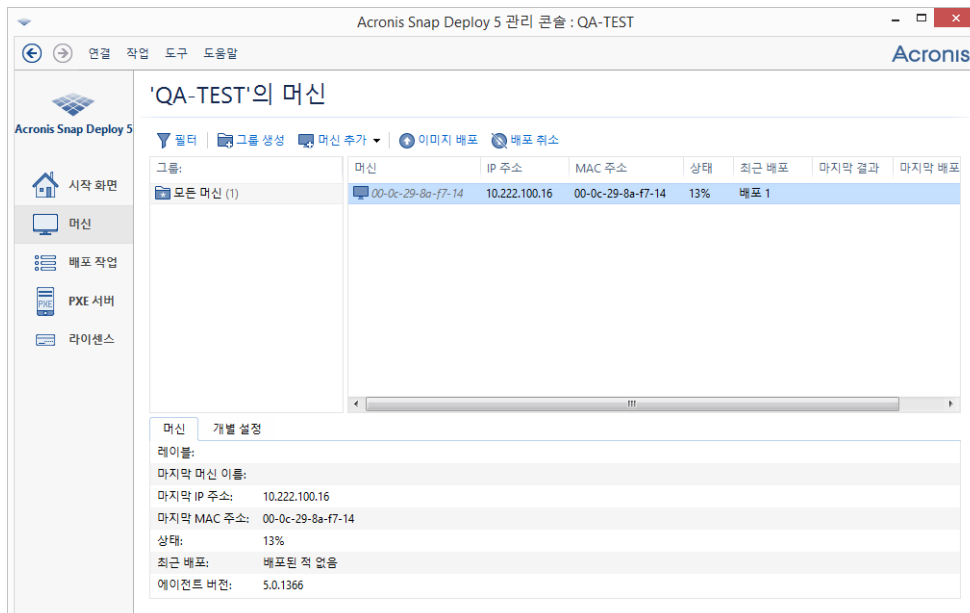 Acronis Snap Deploy 5 관리 콘솔 : QA-TEST
연결 작업 도구 도움말
Acronis
Acronis Snap Deploy 5
시작 화면
머신
배포 작업
PXE
PXE 서버
라이센스
'QA-TEST'의 머신
필터 그룹 생성 머신 추가 이미지 배포 배포 취소
그룹:
모든 머신 (1)
머신 IP 주소 MAC 주소 상태 최근 배포 마지막 결과 마지막 배포
00-0c-29-8a-f7-14 10.222.100.16 00-0c-29-8a-f7-14 13% 배포 1
머신 개별 설정
레이블:
마지막 머신 이름:
마지막 IP 주소: 10.222.100.16
마지막 MAC 주소: 00-0c-29-8a-f7-14
상태: 13%
최근 배포: 배포된 적 없음
에이전트 버전: 5.0.1366